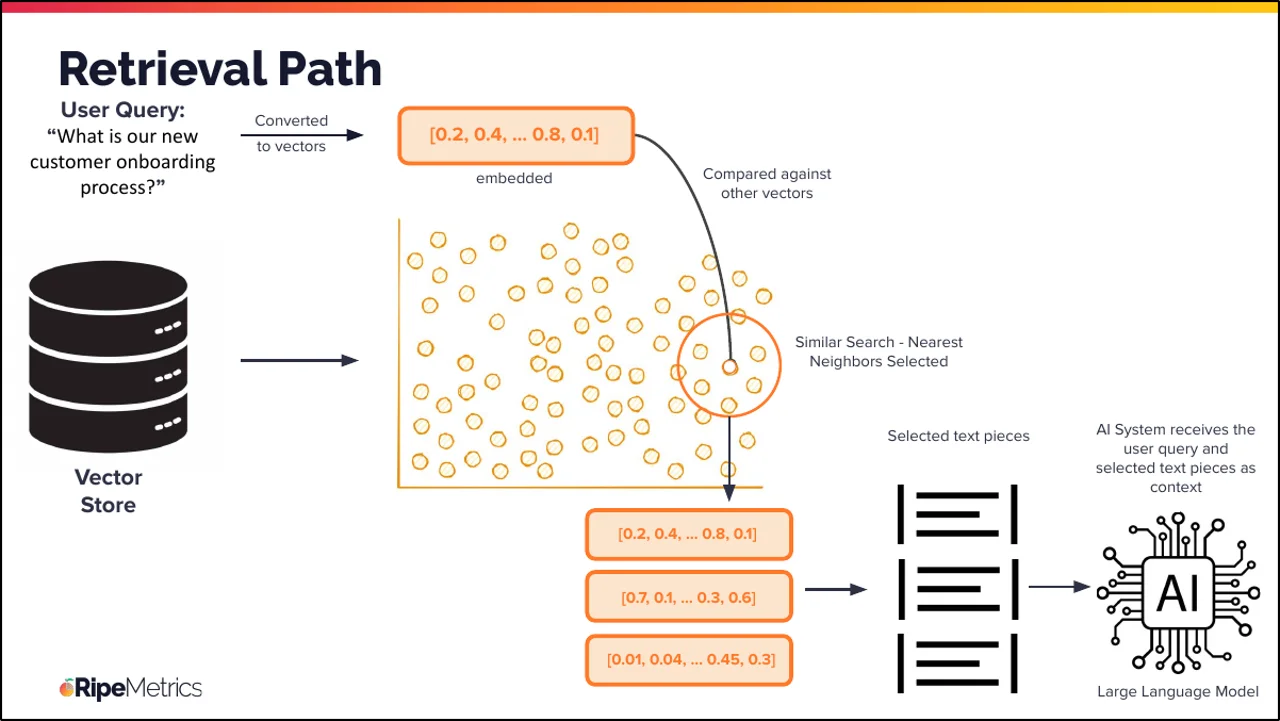 Retrieval Path
User Query:
“What is our new
customer onboarding
process?”
Converted
to vectors
[0.2, 0.4, ... 0.8, 0.1]
embedded
Compared against
other vectors
Similar Search - Nearest
Neighbors Selected
Vector
Store
[0.2, 0.4, ... 0.8, 0.1]
[0.7, 0.1, ... 0.3, 0.6]
[0.01, 0.04, ... 0.45, 0.3]
Selected text pieces
AI System receives the
user query and
selected text pieces as
context
AI
Large Language Model
RipeMetrics